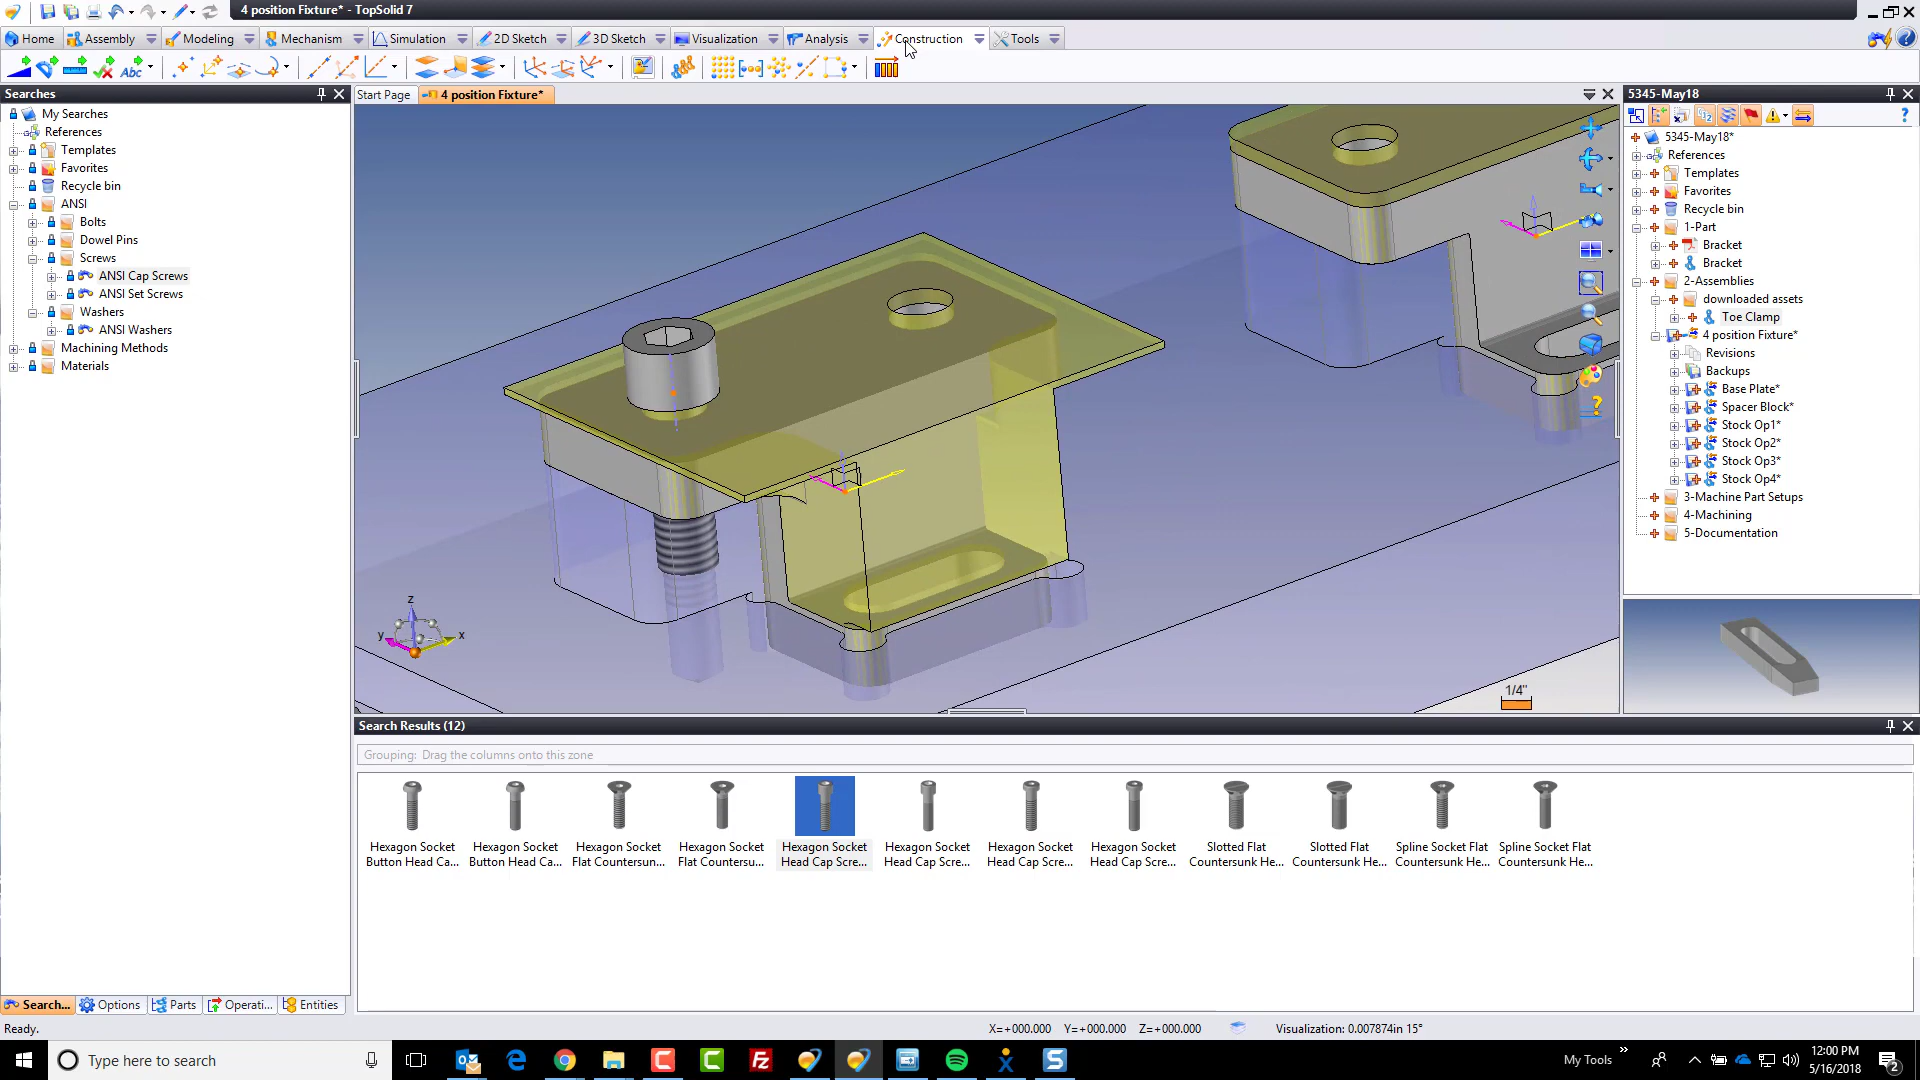 4 position Fixture* - TopSolid 7
Home Assembly Modeling Mechanism Simulation 2D Sketch 3D Sketch Visualization Analysis Construction Tools
Abc
Searches
Start Page 4 position Fixture*
5345-May18
My Searches
References
Templates
Favorites
Recycle bin
ANSI
Bolts
Dowel Pins
Screws
ANSI Cap Screws
ANSI Set Screws
Washers
ANSI Washers
Machining Methods
Materials
z
y
x
1/4"
5345-May18*
References
Templates
Favorites
Recycle bin
1-Part
Bracket
Bracket
2-Assemblies
downloaded assets
Toe Clamp
4 position Fixture*
Revisions
Backups
Base Plate*
Spacer Block*
Stock Op1*
Stock Op2*
Stock Op3*
Stock Op4*
3-Machine Part Setups
4-Machining
5-Documentation
Search Results (12)
Grouping: Drag the columns onto this zone
Hexagon Socket Button Head Ca...
Hexagon Socket Button Head Ca...
Hexagon Socket Flat Countersun...
Hexagon Socket Flat Countersu...
Hexagon Socket Head Cap Scre...
Hexagon Socket Head Cap Scre...
Hexagon Socket Head Cap Scre...
Hexagon Socket Head Cap Scre...
Slotted Flat Countersunk He...
Slotted Flat Countersunk He...
Spline Socket Flat Countersunk He...
Spline Socket Flat Countersunk He...
Search... Options Parts Operati... Entities
Ready.
X=+000.000 Y=+000.000 Z=+000.000 Visualization: 0.007874in 15°
Type here to search
My Tools
12:00 PM
5/16/2018
2